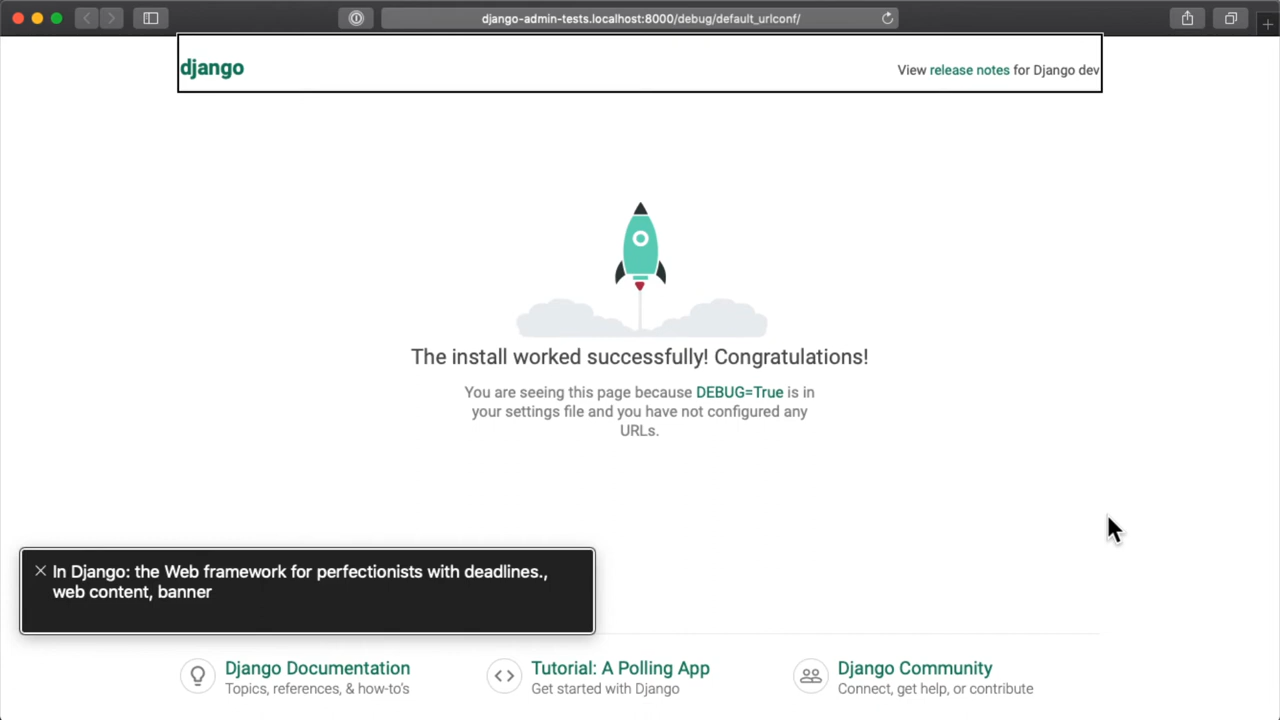 django-admin-tests.localhost:8000/debug/default_urlconf/
django
View release notes for Django dev
The install worked successfully! Congratulations!
You are seeing this page because DEBUG=True is in
your settings file and you have not configured any
URLs.
In Django: the Web framework for perfectionists with deadlines.,
web content, banner
Django Documentation
Topics, references, & how-to's
Tutorial: A Polling App
Get started with Django
Django Community
Connect, get help, or contribute